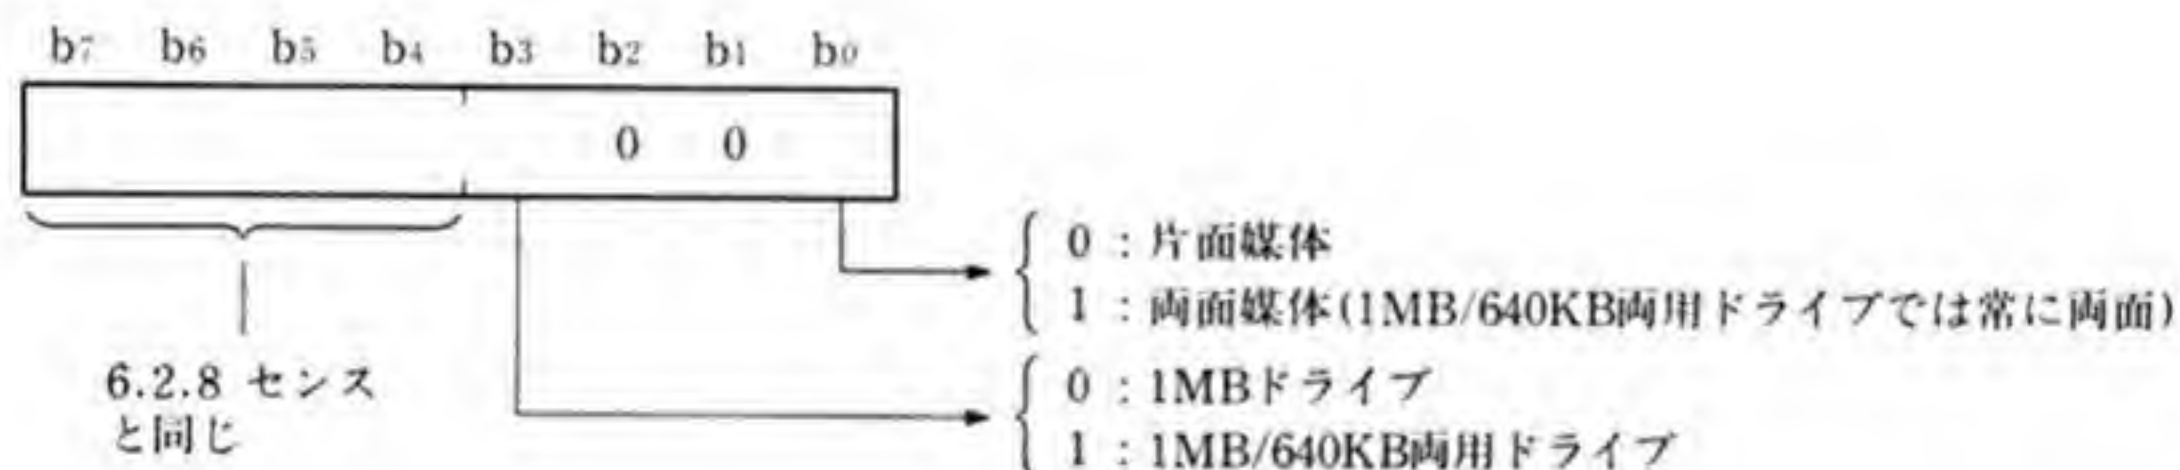 b7 b6 b5 b4 b3 b2 b1 b0
0 0
0 : 片面媒体
1 : 両面媒体(1MB/640KB両用ドライブでは常に両面)
6.2.8 センス
と同じ
0 : 1MBドライブ
1 : 1MB/640KB両用ドライブ